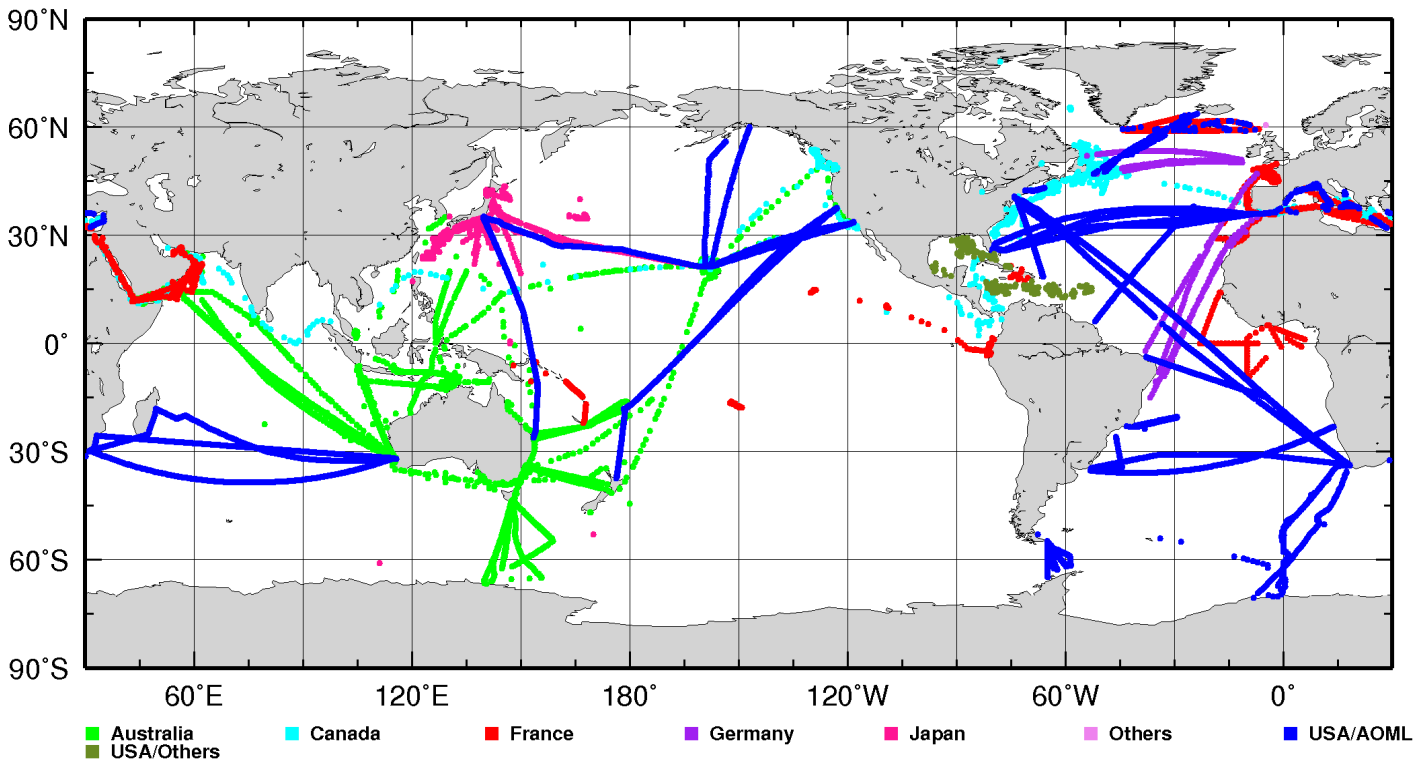 90˚N
60˚N
30˚N
0˚
30˚S
60˚S
90˚S
60˚E 120˚E 180˚ 120˚W 60˚W 0˚
Australia Canada France Germany Japan Others USA/AOML
USA/Others